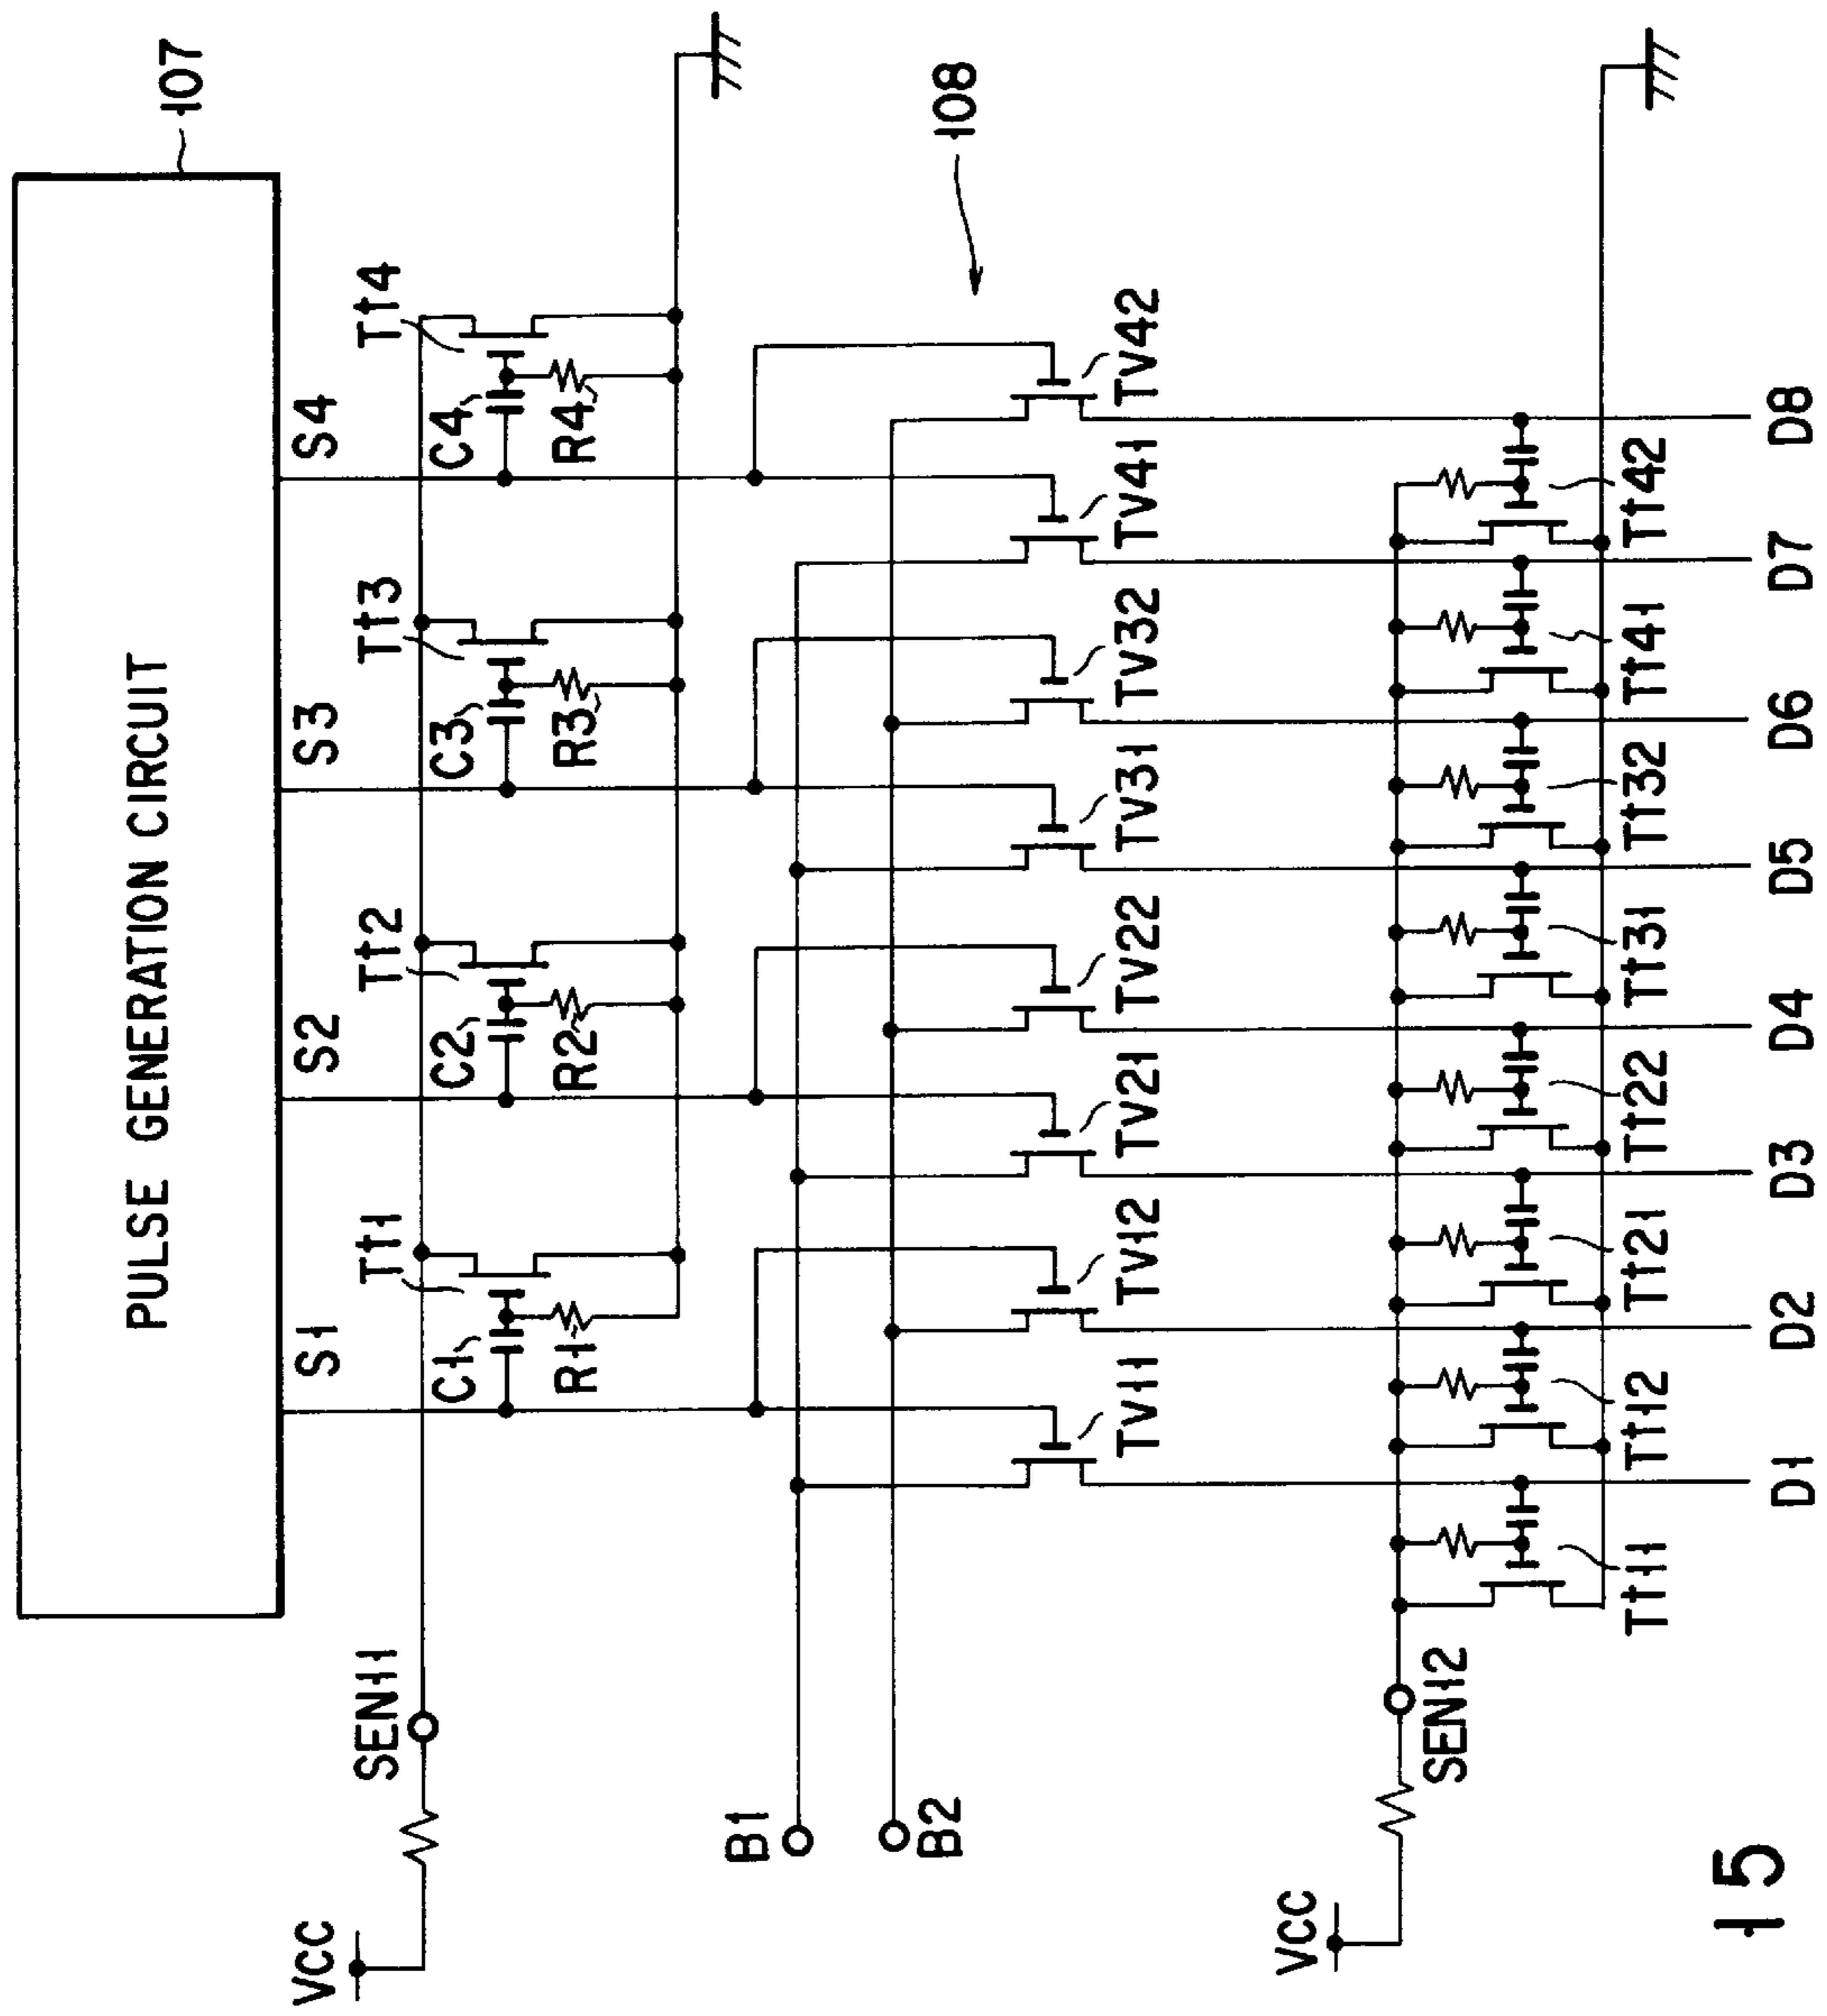 PULSE GENERATION CIRCUIT
107
S1
S2
S3
S4
VCC
SEN11
Tt1
Tt2
Tt3
Tt4
C1
C2
C3
C4
R1
R2
R3
R4
108
B1
B2
TV11
TV12
TV21
TV22
TV31
TV32
TV41
TV42
VCC
SEN12
Tt11
Tt12
Tt21
Tt22
Tt31
Tt32
Tt41
Tt42
D1
D2
D3
D4
D5
D6
D7
D8
15